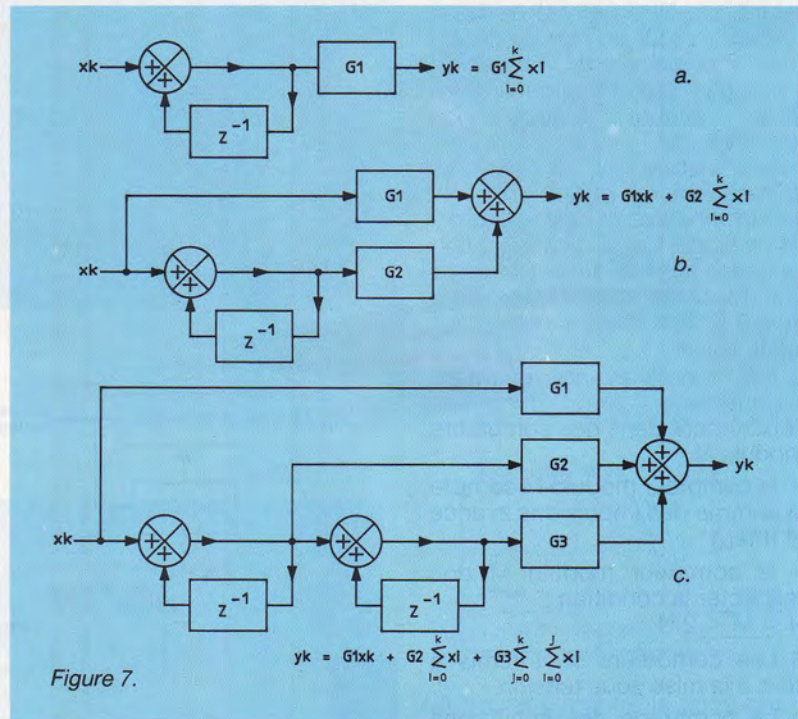 xk
G1
yk = G1 k∑l=0 xl
a.
Z⁻¹
G1
yk = G1xk + G2 k∑l=0 xl
xk
G2
b.
Z⁻¹
G1
G2
yk
xk
G3
c.
Z⁻¹
Z⁻¹
yk = G1xk + G2 k∑l=0 xl + G3 k∑j=0 j∑l=0 xl
Figure 7.